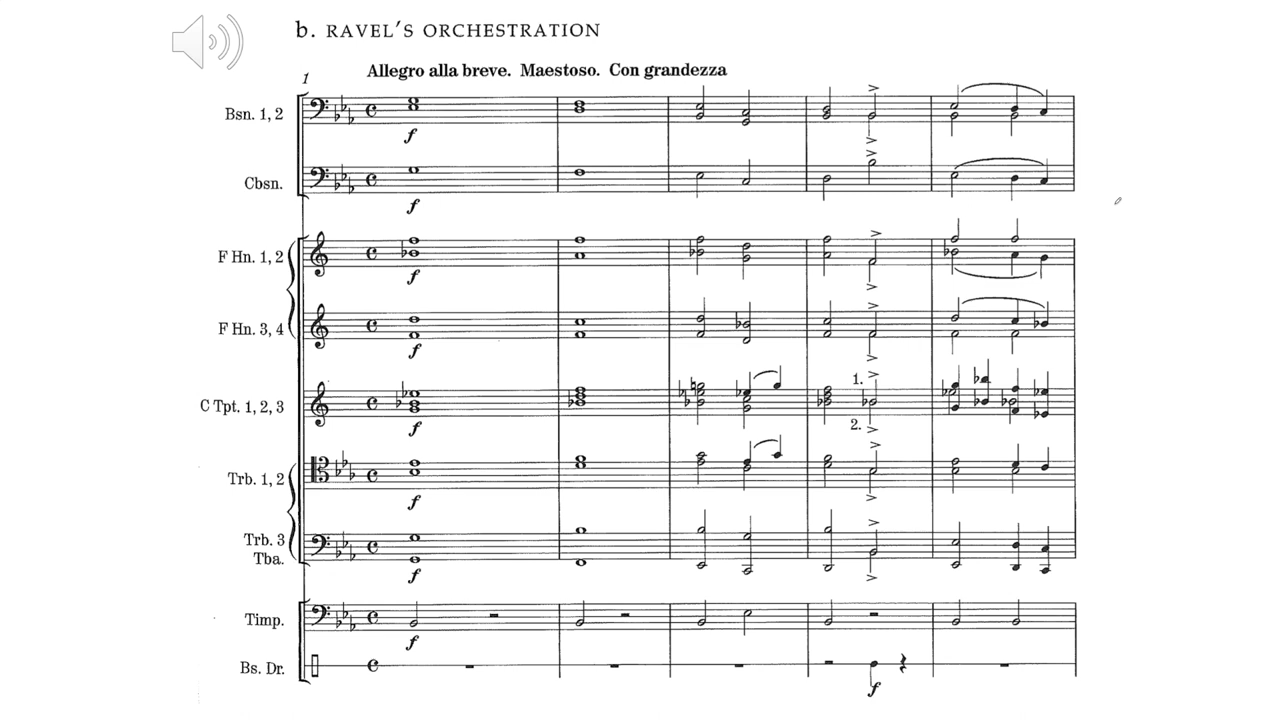 b. RAVEL'S ORCHESTRATION
Allegro alla breve. Maestoso. Con grandezza
1
Bsn. 1, 2
f
Cbsn.
f
F Hn. 1, 2
f
F Hn. 3, 4
f
C Tpt. 1, 2, 3
1.
2.
f
Trb. 1, 2
f
Trb. 3
Tba.
f
Timp.
f
Bs. Dr.
f